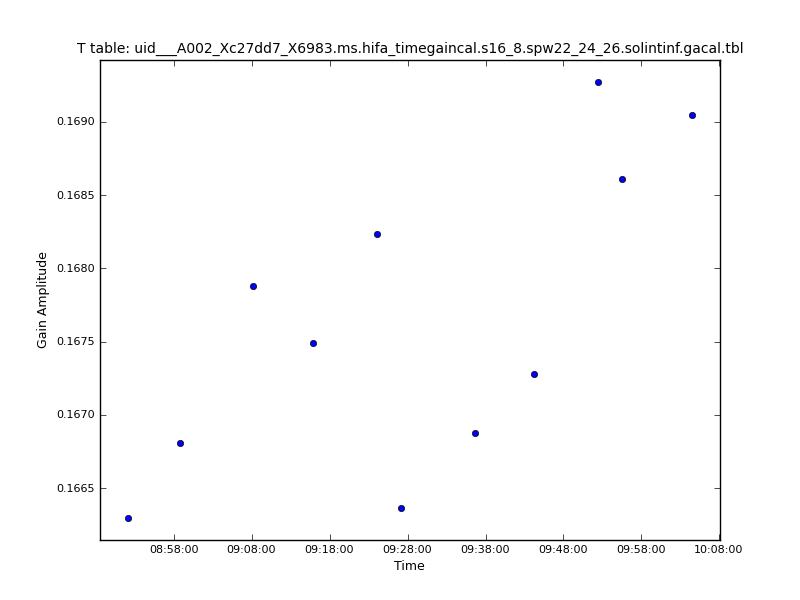 T table: uid___A002_Xc27dd7_X6983.ms.hifa_timegaincal.s16_8.spw22_24_26.solintinf.gacal.tbl
0.1690
0.1685
0.1680
0.1675
0.1670
0.1665
Gain Amplitude
08:58:00 09:08:00 09:18:00 09:28:00 09:38:00 09:48:00 09:58:00 10:08:00
Time